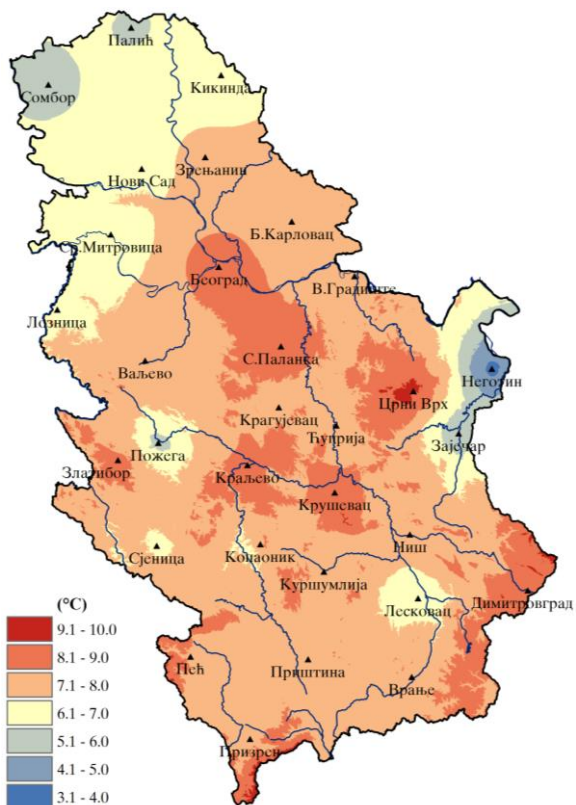 Палић
Сомбор
Кикинда
Зрењанин
Нови Сад
Б.Карловац
Ср.Митровица
Београд
В.Градиште
Лозница
С.Паланка
Ваљево
Неготин
Црни Врх
Крагујевац
Ћуприја
Зајечар
Пожега
Златибор
Краљево
Крушевац
Ниш
Сјеница
Копаоник
Куршумлија
Лесковац
Димитровград
Пећ
Приштина
Врање
Призрен
(°C)
9.1 - 10.0
8.1 - 9.0
7.1 - 8.0
6.1 - 7.0
5.1 - 6.0
4.1 - 5.0
3.1 - 4.0